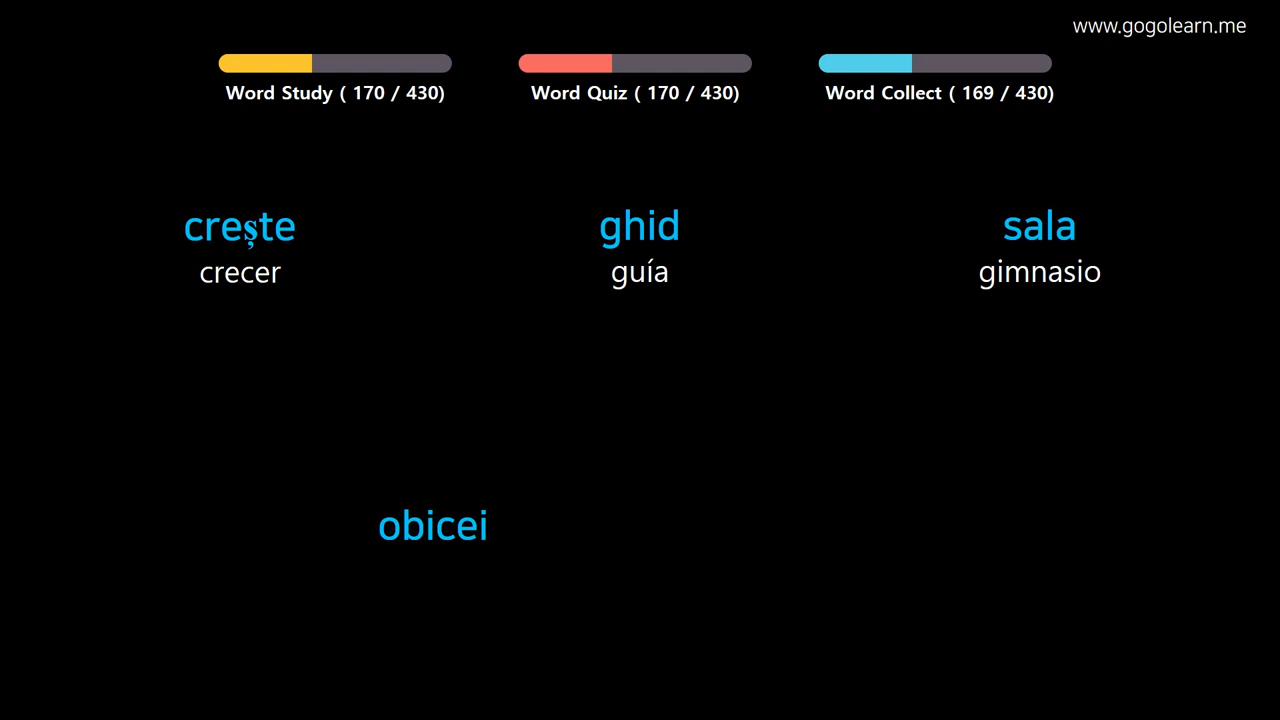 www.gogolearn.me
Word Study ( 170 / 430)
Word Quiz ( 170 / 430)
Word Collect ( 169 / 430)
crește
ghid
sala
crecer
guía
gimnasio
obicei